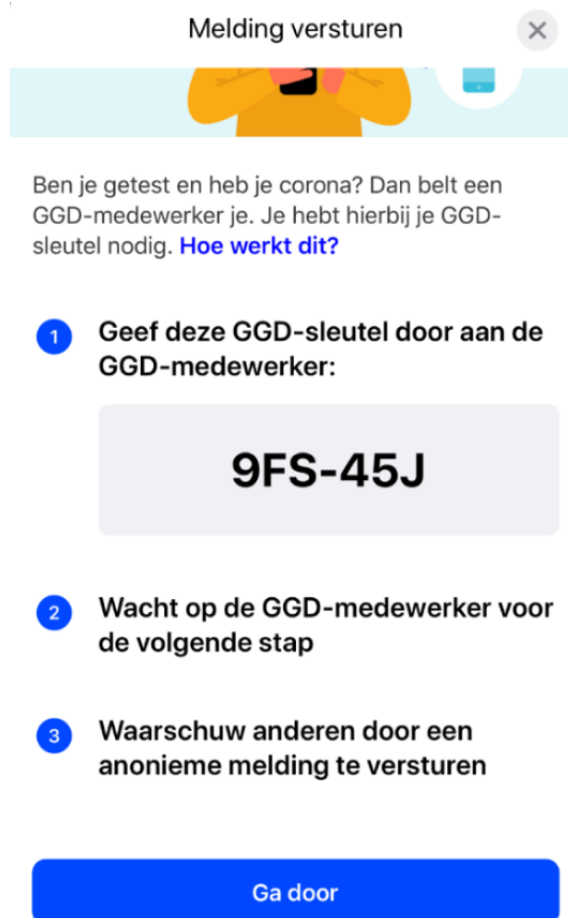 Melding versturen
Ben je getest en heb je corona? Dan belt een
GGD-medewerker je. Je hebt hierbij je GGD-
sleutel nodig. Hoe werkt dit?
1 Geef deze GGD-sleutel door aan de
GGD-medewerker:
9FS-45J
2 Wacht op de GGD-medewerker voor
de volgende stap
3 Waarschuw anderen door een
anonieme melding te versturen
Ga door